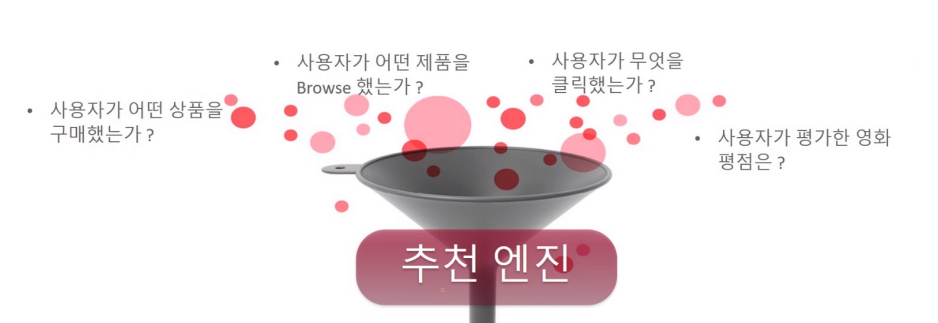 • 사용자가 어떤 상품을
구매했는가 ?
• 사용자가 어떤 제품을
Browse 했는가 ?
• 사용자가 무엇을
클릭했는가 ?
• 사용자가 평가한 영화
평점은 ?
추천 엔진